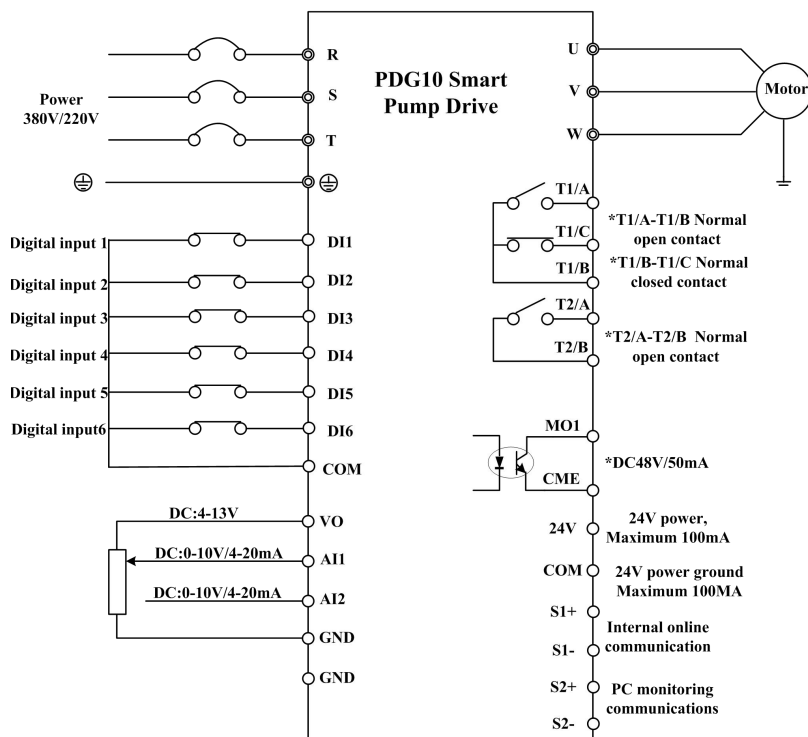 PDG10 Smart
Pump Drive
Power
380V/220V
R
S
T
U
V
W
Motor
Digital input 1
Digital input 2
Digital input 3
Digital input 4
Digital input 5
Digital input6
DI1
DI2
DI3
DI4
DI5
DI6
COM
DC:4-13V
VO
DC:0-10V/4-20mA
AI1
DC:0-10V/4-20mA
AI2
GND
GND
T1/A
T1/C
T1/B
*T1/A-T1/B Normal
open contact
*T1/B-T1/C Normal
closed contact
T2/A
T2/B
*T2/A-T2/B Normal
open contact
MO1
CME
*DC48V/50mA
24V
24V power,
Maximum 100mA
COM
24V power ground
Maximum 100MA
S1+
S1-
Internal online
communication
S2+
S2-
PC monitoring
communications